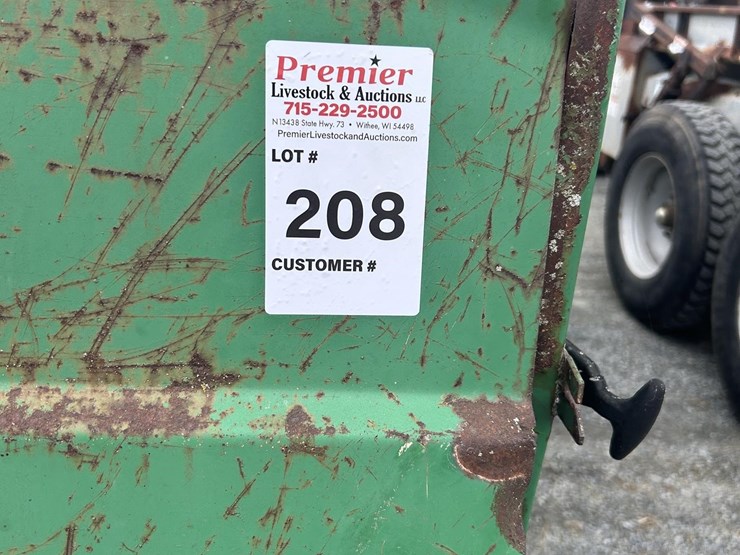 Premier
Livestock & Auctions LLC
715-229-2500
N13438 State Hwy. 73 • Withee, WI 54498
PremierLivestockandAuctions.com
LOT #
208
CUSTOMER #